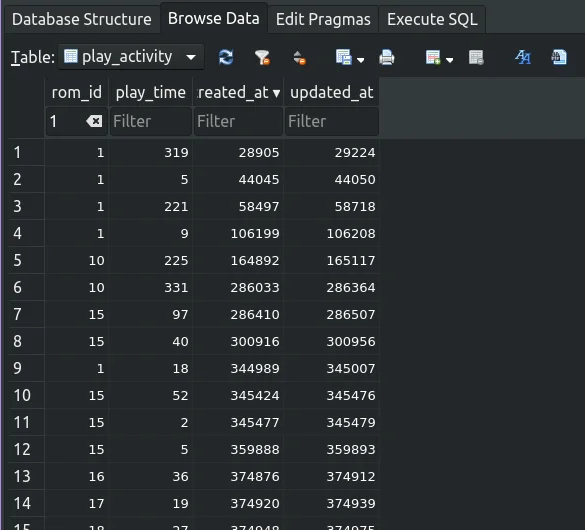 Database Structure Browse Data Edit Pragmas Execute SQL
Table: play_activity
rom_id play_time reated_at updated_at
1 Filter Filter Filter
1 1 319 28905 29224
2 1 5 44045 44050
3 1 221 58497 58718
4 1 9 106199 106208
5 10 225 164892 165117
6 10 331 286033 286364
7 15 97 286410 286507
8 15 40 300916 300956
9 1 18 344989 345007
10 15 52 345424 345476
11 15 2 345477 345479
12 15 5 359888 359893
13 16 36 374876 374912
14 17 19 374920 374939
15 18 27 374948 374975